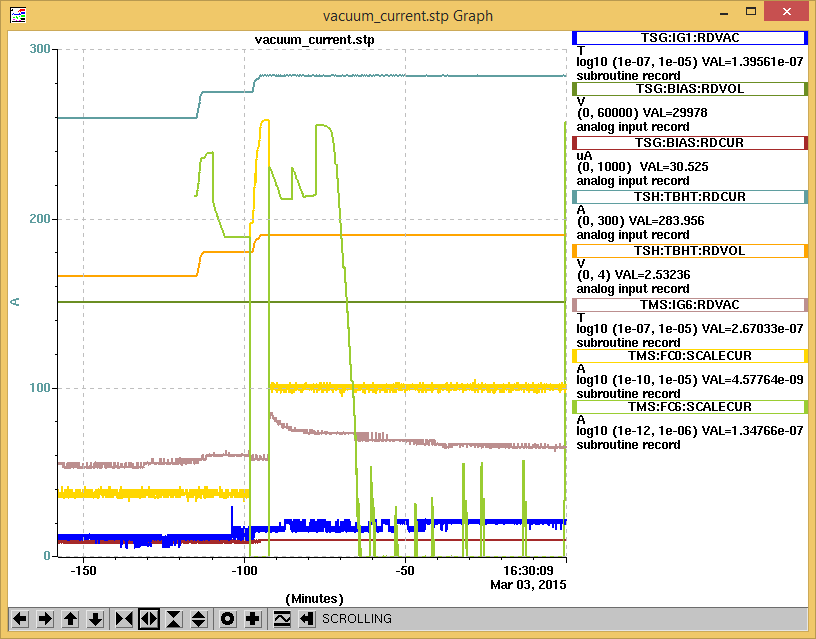 vacuum_current.stp Graph
vacuum_current.stp
300
200
A
100
0
-150
-100
-50
16:30:09
Mar 03, 2015
(Minutes)
TSG:IG1:RDVAC
T
log10 (1e-07, 1e-05) VAL=1.39561e-07
subroutine record
TSG:BIAS:RDVOL
V
(0, 60000) VAL=29978
analog input record
TSG:BIAS:RDCUR
uA
(0, 1000) VAL=30.525
analog input record
TSH:TBHT:RDCUR
A
(0, 300) VAL=283.956
analog input record
TSH:TBHT:RDVOL
V
(0, 4) VAL=2.53236
analog input record
TMS:IG6:RDVAC
T
log10 (1e-07, 1e-05) VAL=2.67033e-07
subroutine record
TMS:FC0:SCALECUR
A
log10 (1e-10, 1e-05) VAL=4.57764e-09
subroutine record
TMS:FC6:SCALECUR
A
log10 (1e-12, 1e-06) VAL=1.34766e-07
subroutine record
SCROLLING